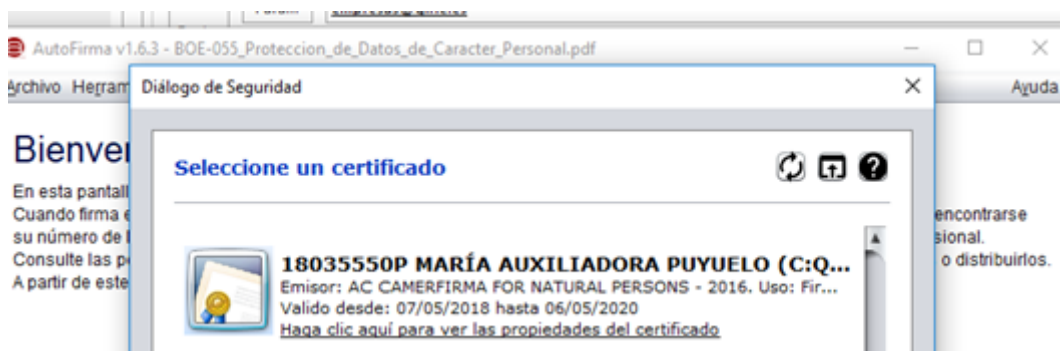 AutoFirma v1.6.3 - BOE-055_Proteccion_de_Datos_de_Caracter_Personal.pdf
Archivo Herram
Diálogo de Seguridad
Ayuda
Bienve
Seleccione un certificado
En esta pantall
Cuando firma e
encontrarse
su número de
sional.
Consulte las p
o distribuirlos.
A partir de este
18035550P MARÍA AUXILIADORA PUYUELO (C:Q...
Emisor: AC CAMERFIRMA FOR NATURAL PERSONS - 2016. Uso: Fir...
Valido desde: 07/05/2018 hasta 06/05/2020
Haga clic aquí para ver las propiedades del certificado